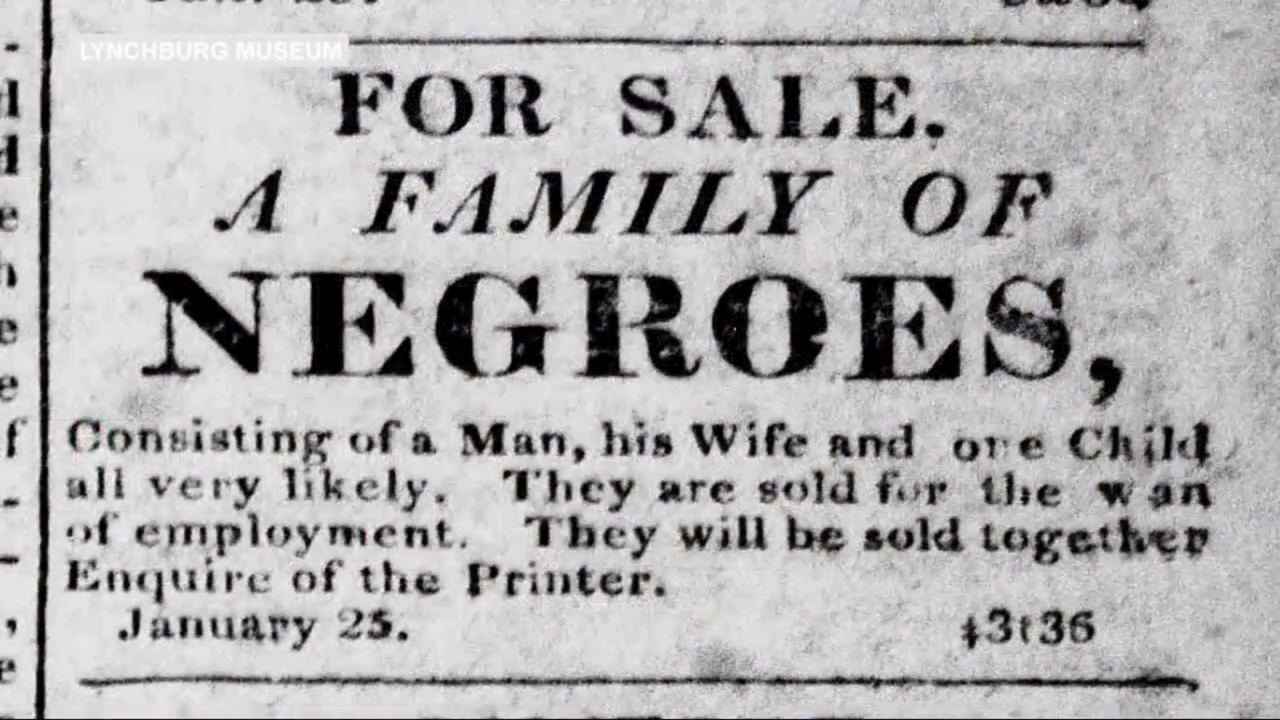 LYNCHBURG MUSEUM
FOR SALE.
A FAMILY OF
NEGROES,
Consisting of a Man, his Wife and one Child
all very likely. They are sold for the wan
of employment. They will be sold together
Enquire of the Printer.
January 25. ‡3t36